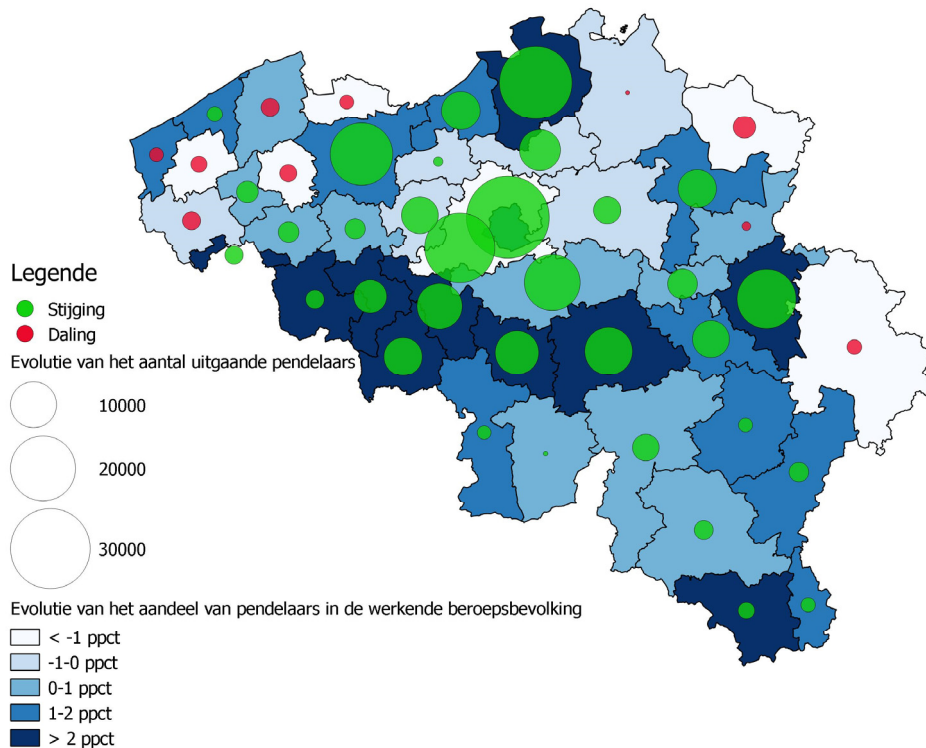 Legende
Stijging
Daling
Evolutie van het aantal uitgaande pendelaars
10000
20000
30000
Evolutie van het aandeel van pendelaars in de werkende beroepsbevolking
< -1 ppct
-1-0 ppct
0-1 ppct
1-2 ppct
> 2 ppct